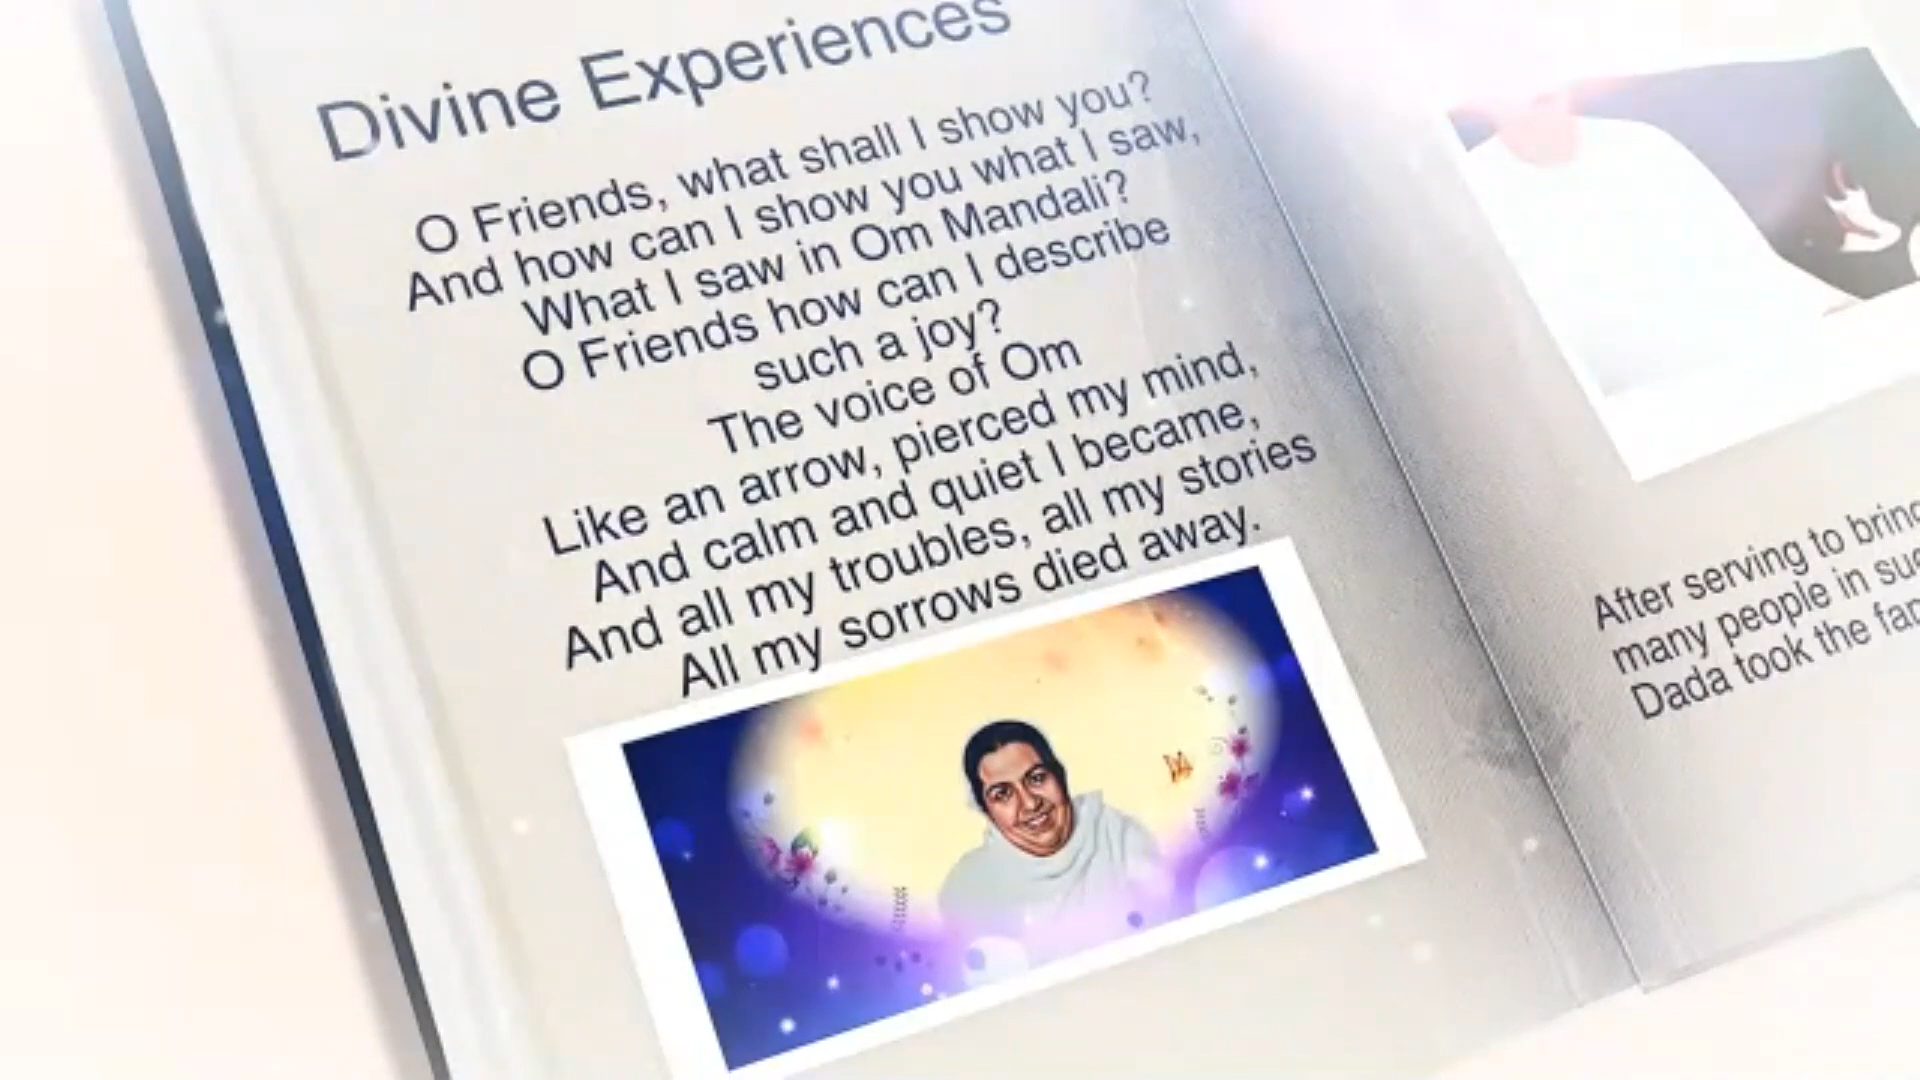 Divine Experiences
O Friends, what shall I show you?
And how can I show you what I saw,
What I saw in Om Mandali?
O Friends how can I describe
such a joy?
The voice of Om
Like an arrow, pierced my mind,
And calm and quiet I became,
And all my troubles, all my stories
All my sorrows died away.
After serving to bring
many people in
Dada took the